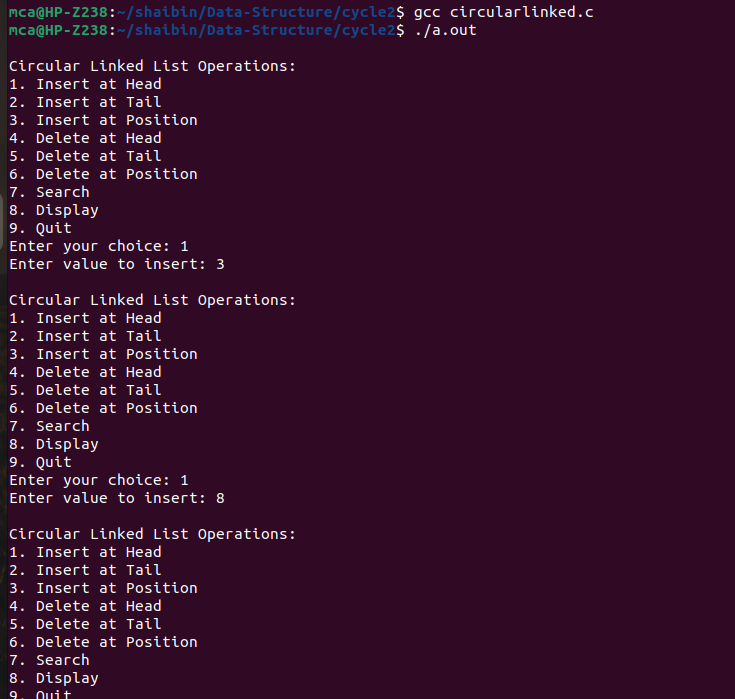 mca@HP-Z238:~/shaibin/Data-Structure/cycle2$ gcc circularlinked.c
mca@HP-Z238:~/shaibin/Data-Structure/cycle2$ ./a.out

Circular Linked List Operations:
1. Insert at Head
2. Insert at Tail
3. Insert at Position
4. Delete at Head
5. Delete at Tail
6. Delete at Position
7. Search
8. Display
9. Quit
Enter your choice: 1
Enter value to insert: 3

Circular Linked List Operations:
1. Insert at Head
2. Insert at Tail
3. Insert at Position
4. Delete at Head
5. Delete at Tail
6. Delete at Position
7. Search
8. Display
9. Quit
Enter your choice: 1
Enter value to insert: 8

Circular Linked List Operations:
1. Insert at Head
2. Insert at Tail
3. Insert at Position
4. Delete at Head
5. Delete at Tail
6. Delete at Position
7. Search
8. Display
9. Quit